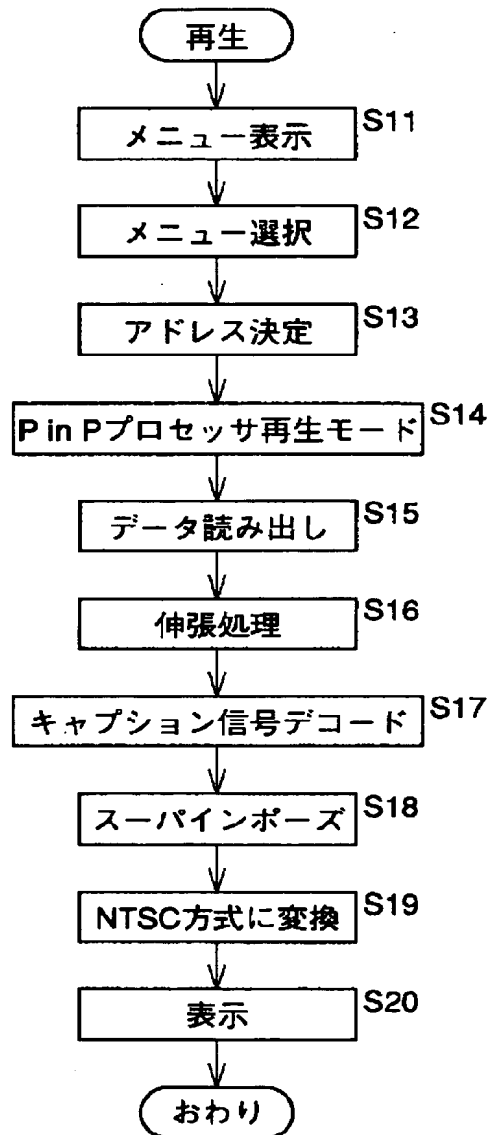 再生
メニュー表示 S11
メニュー選択 S12
アドレス決定 S13
P in Pプロセッサ再生モード S14
データ読み出し S15
伸張処理 S16
キャプション信号デコード S17
スーパインポーズ S18
NTSC方式に変換 S19
表示 S20
おわり